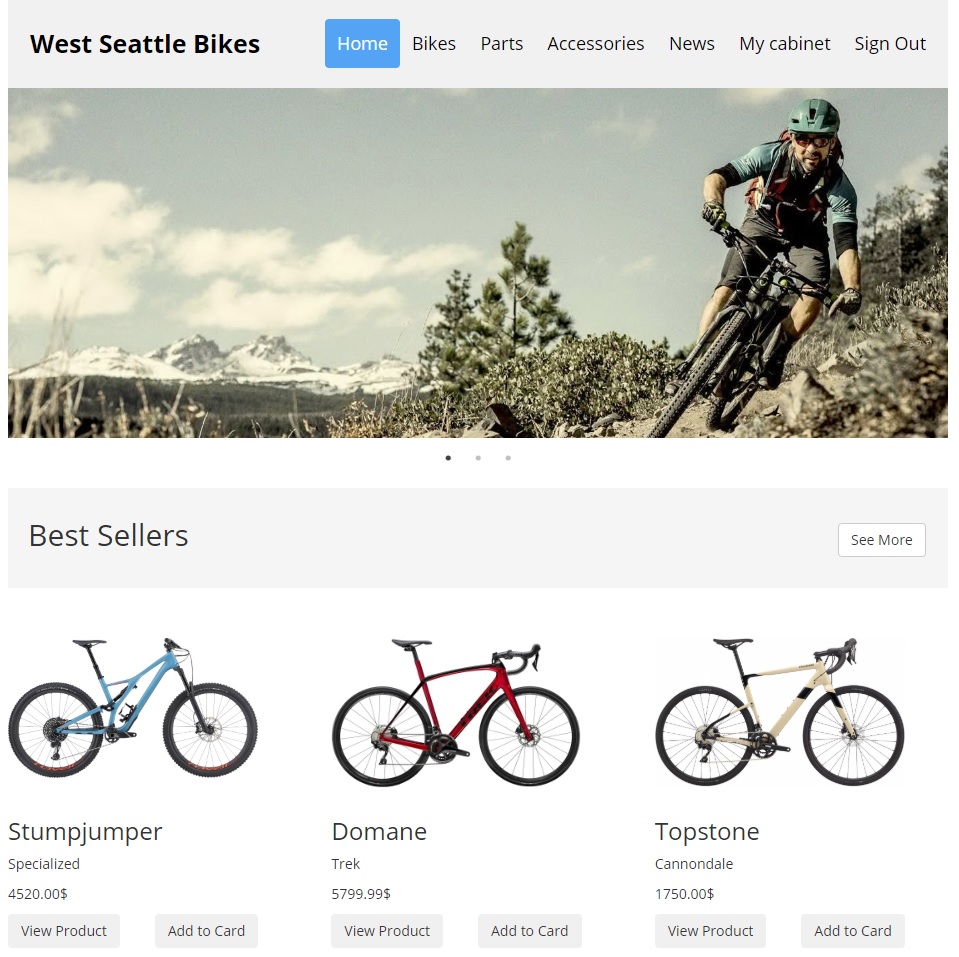 West Seattle Bikes
Home Bikes Parts Accessories News My cabinet Sign Out
Best Sellers
See More
Stumpjumper
Specialized
4520.00$
View Product Add to Card
Domane
Trek
5799.99$
View Product Add to Card
Topstone
Cannondale
1750.00$
View Product Add to Card